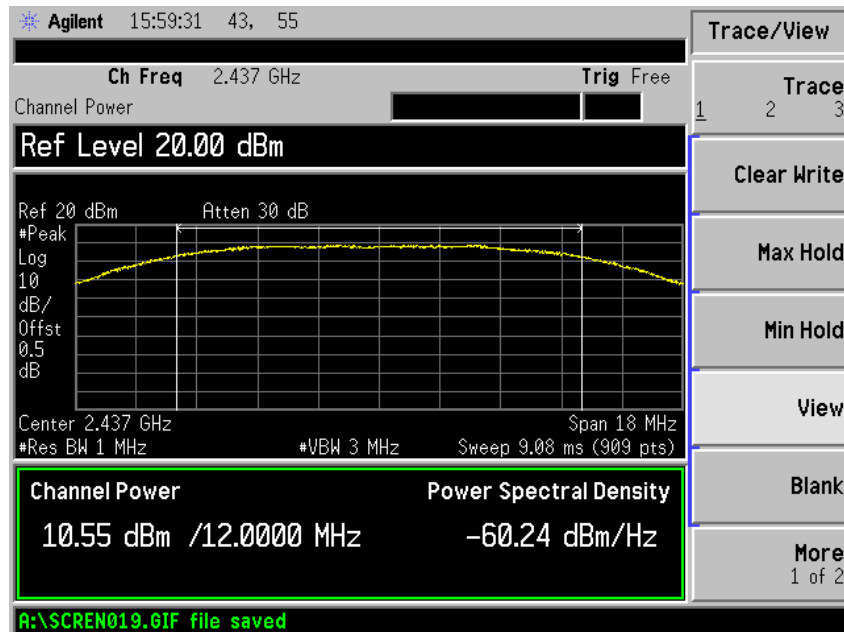 Agilent 15:59:31 43, 55
Trace/View
Ch Freq 2.437 GHz Trig Free
Channel Power
Trace
1 2 3
Ref Level 20.00 dBm
Clear Write
Ref 20 dBm Atten 30 dB
#Peak
Log
10
dB/
Offst
0.5
dB
Max Hold
Min Hold
View
Center 2.437 GHz Span 18 MHz
#Res BW 1 MHz #VBW 3 MHz Sweep 9.08 ms (909 pts)
Channel Power Power Spectral Density
10.55 dBm /12.0000 MHz -60.24 dBm/Hz
Blank
More
1 of 2
A:\SCREN019.GIF file saved